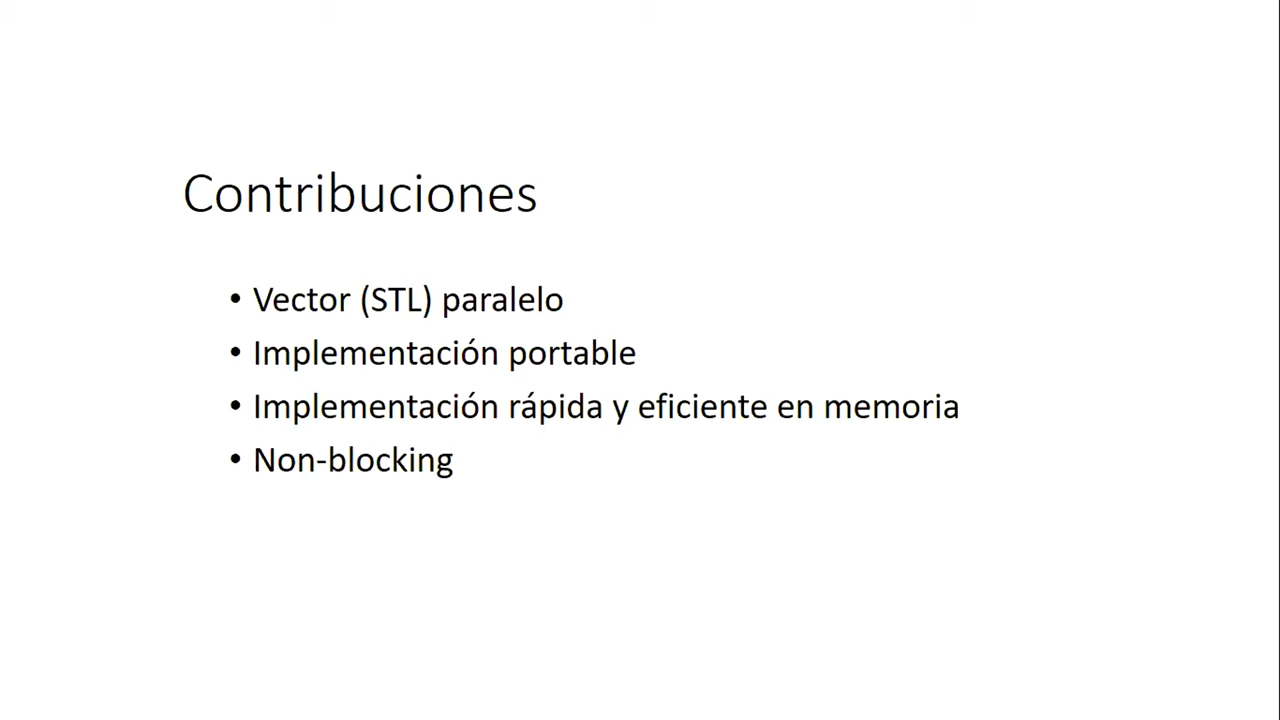 Contribuciones
• Vector (STL) paralelo
• Implementación portable
• Implementación rápida y eficiente en memoria
• Non-blocking